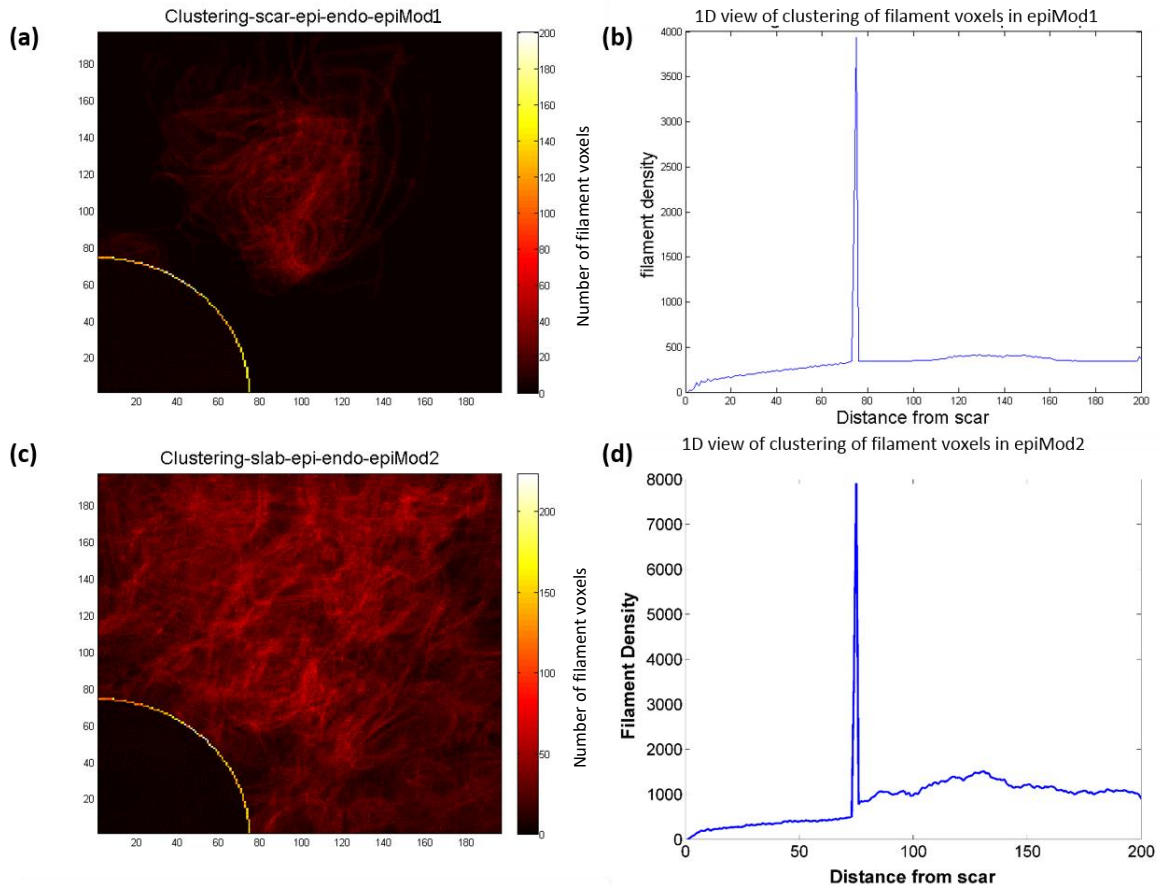 (a)
Clustering-scar-epi-endo-epiMod1
180
160
140
120
100
80
60
40
20
20 40 60 80 100 120 140 160 180
200
180
160
140
120
100
80
60
40
20
0
Number of filament voxels
(b)
1D view of clustering of filament voxels in epiMod1
4000
3500
3000
2500
2000
1500
1000
500
0
filament density
0 20 40 60 80 100 120 140 160 180 200
Distance from scar
(c)
Clustering-slab-epi-endo-epiMod2
180
160
140
120
100
80
60
40
20
20 40 60 80 100 120 140 160 180
200
150
100
50
0
Number of filament voxels
(d)
1D view of clustering of filament voxels in epiMod2
8000
7000
6000
5000
4000
3000
2000
1000
0
Filament Density
0 50 100 150 200
Distance from scar